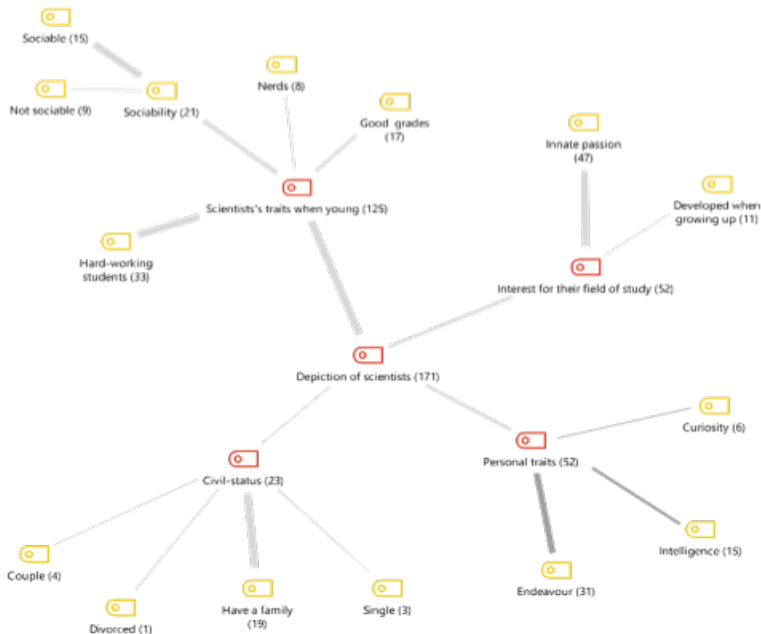 Sociable (15)
Not sociable (9)
Sociability (21)
Nerds (8)
Good grades
(17)
Scientists's traits when young (125)
Hard-working
students (33)
Innate passion
(47)
Developed when
growing up (11)
Interest for their field of study (52)
Depiction of scientists (171)
Civil-status (23)
Couple (4)
Divorced (1)
Have a family
(19)
Single (3)
Personal traits (52)
Curiosity (6)
Intelligence (15)
Endeavour (31)